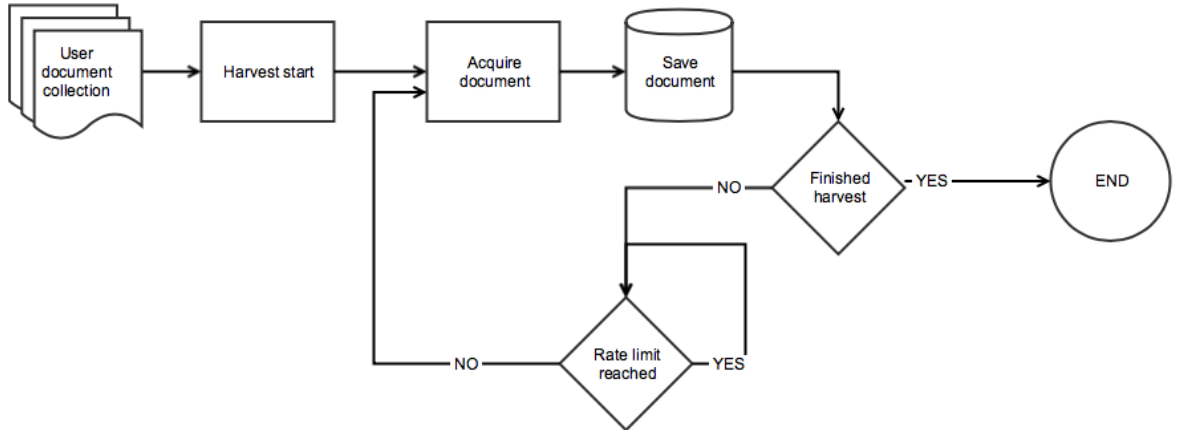 User
document
collection
Harvest start
Acquire
document
Save
document
Finished
harvest
YES
END
NO
Rate limit
reached
YES
NO